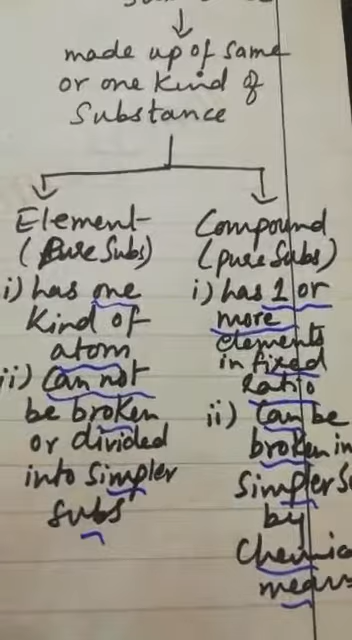 made up of same
or one kind of
Substance
Element
(Pure Subs)
i) has one
kind of
atom
ii) Can not
be broken
or divided
into Simpler
Subs
Compound
(pure Subs)
i) has 1 or
more
elements
in fixed
Ratio
ii) Can be
broken in
Simpler
by
Chemica
means